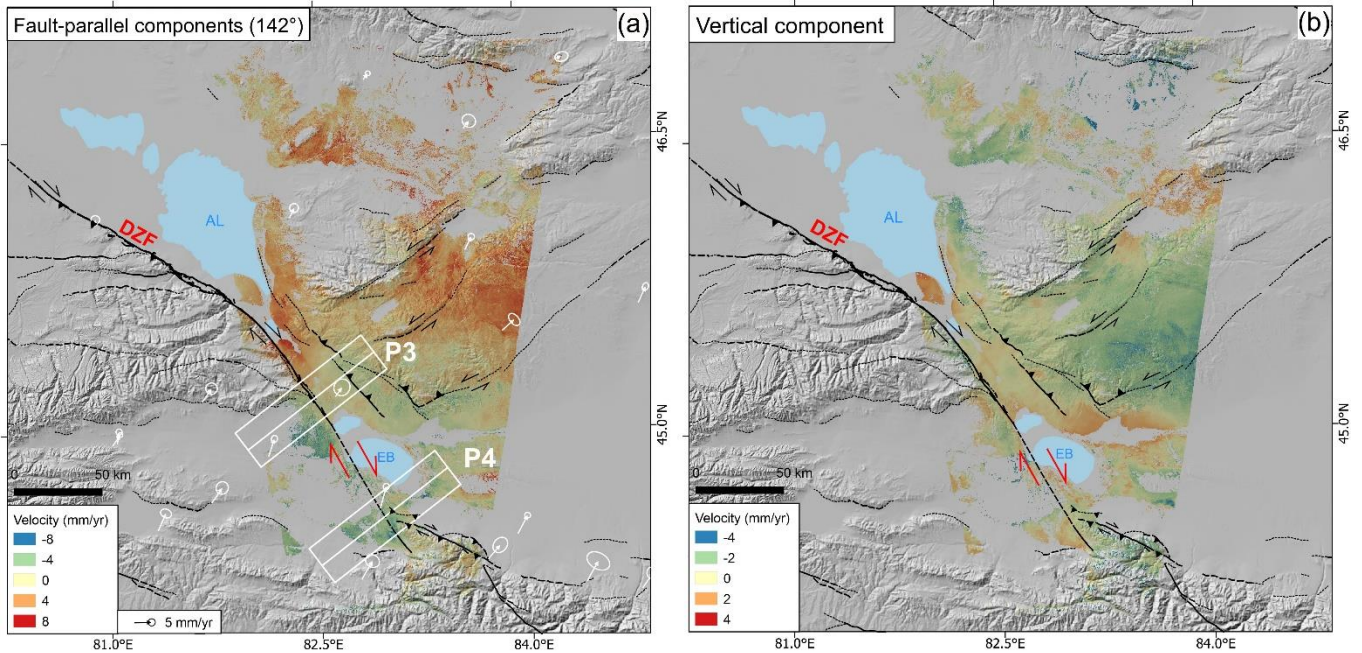 Fault-parallel components (142°)
(a)
46.5°N
AL
DZF
P3
45.0°N
EB
P4
0 50 km
Velocity (mm/yr)
-8
-4
0
4
8
5 mm/yr
81.0°E 82.5°E 84.0°E
Vertical component
(b)
46.5°N
AL
DZF
45.0°N
EB
0 50 km
Velocity (mm/yr)
-4
-2
0
2
4
81.0°E 82.5°E 84.0°E